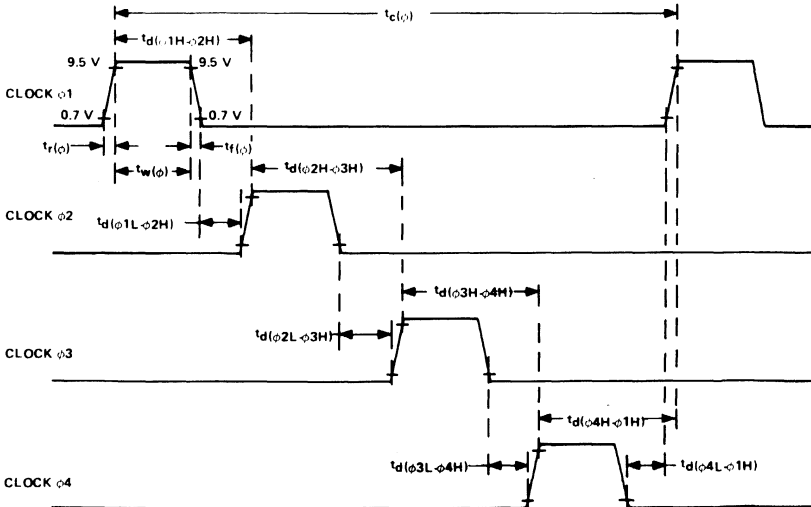 tc(ϕ)
td(ϕ1H-ϕ2H)
9.5 V 9.5 V
CLOCK ϕ1
0.7 V 0.7 V
tr(ϕ) tf(ϕ)
tw(ϕ)
td(ϕ2H-ϕ3H)
CLOCK ϕ2
td(ϕ1L-ϕ2H)
td(ϕ3H-ϕ4H)
td(ϕ2L-ϕ3H)
CLOCK ϕ3
td(ϕ4H-ϕ1H)
td(ϕ3L-ϕ4H) td(ϕ4L-ϕ1H)
CLOCK ϕ4